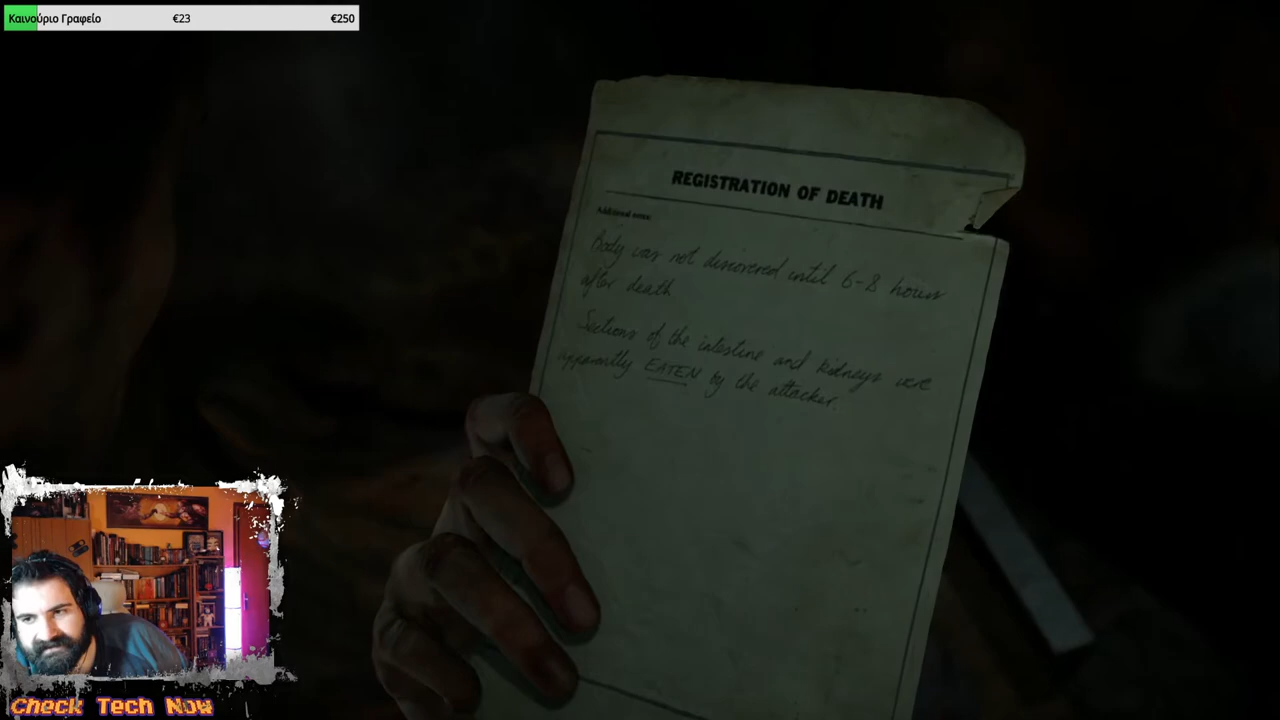 Καινούριο Γραφείο €23 €250
REGISTRATION OF DEATH
Additional notes:
Body was not discovered until 6-8 hours
after death
Sections of the intestine and kidneys were
apparently EATEN by the attacker.
Check Tech Now